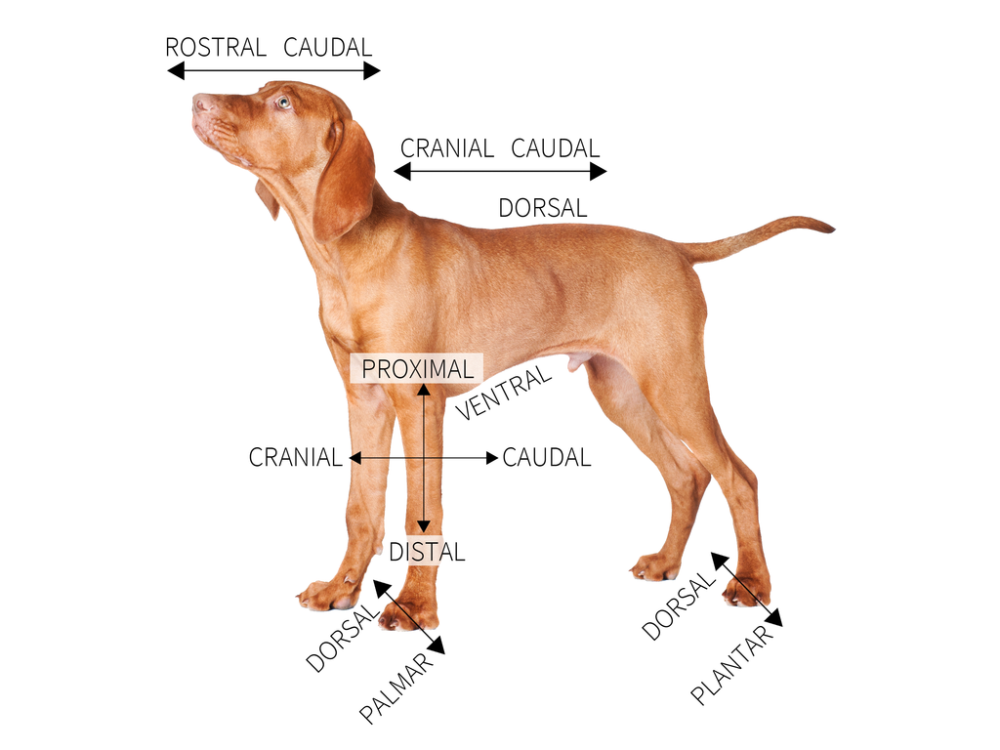 ROSTRAL CAUDAL
CRANIAL CAUDAL
DORSAL
PROXIMAL
VENTRAL
CRANIAL
CAUDAL
DISTAL
DORSAL
PALMAR
DORSAL
PLANTAR